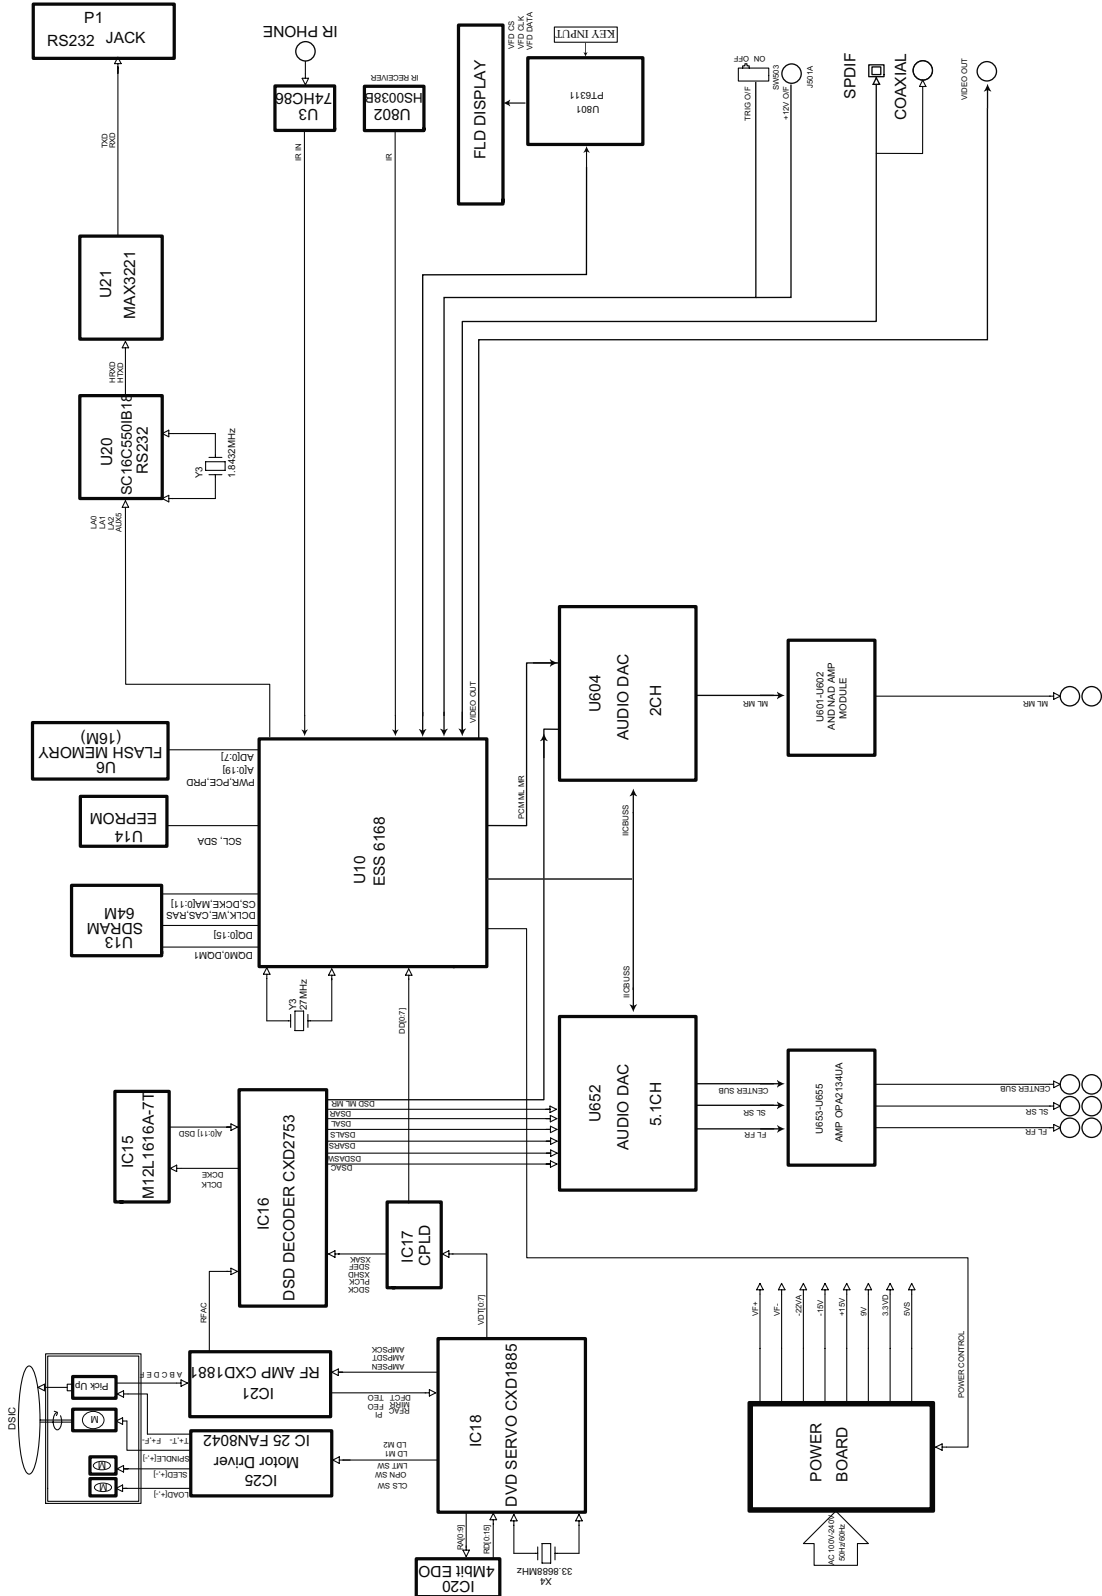 P1
RS232 JACK
TXD
RXD
U21
MAX3221
HRXD
HTXD
U20
SC16C550IB18
RS232
Y3
1.8432MHz
LA0
LA1
LA2
AUX5
IR PHONE
U3
74HC86
IR IN
IR RECEIVER
U802
HS0038B
IR
FLD DISPLAY
VFD CS
VFD CLK
VFD DATA
KEY INPUT
U801
PT6311
ON OFF
SW503
TRIG O/F
J501A
+12V O/F
SPDIF
COAXIAL
VIDEO OUT
U6
FLASH MEMORY
(16M)
AD[0:7]
A[0:19]
PWR,PCE,PRD
U14
EEPROM
SCL, SDA
U13
SDRAM
64M
CS,DCKE,MA[0:11]
DCLK,WE,CAS,RAS
DQ[0:15]
DQM0,DQM1
U10
ESS 6168
VIDEO OUT
Y3
27MHz
DD[0:7]
PCM ML MR
U604
AUDIO DAC
2CH
ML MR
U601-U602
AND NAD AMP
MODULE
ML MR
IICBUSS
IICBUSS
U652
AUDIO DAC
5.1CH
CENTER SUB
SL SR
FL FR
U653-U655
AMP OPA2134UA
CENTER SUB
SL SR
FL FR
IC15
M12L1616A-7T
A[0:11] DSD
DCLK
DCKE
IC16
DSD DECODER CXD2753
DSD ML MR
DSAR
DSAL
DSALS
DSARS
DSDASW
DSAC
IC17
CPLD
SDCK
PLCK
XSHD
SDEF
XSAK
RFAC
VDT[0:7]
DSIC
Pick Up
M
M
M
A B C D E F
IC21
RF AMP CXD1881
AMPSCK
AMPSDT
AMPSEN
RFAC
MIRR
DFCT
PI
FEO
TEO
T+,T- F+,F-
SPINDLE[+,-]
SLED[+,-]
LOAD[+,-]
IC25
Motor Driver
IC 25 FAN8042
LD M2
LD M1
LMT SW
OPN SW
CLS SW
IC18
DVD SERVO CXD1885
RA[0:9]
RD[0:15]
IC20
4Mbit EDO
X4
33.8688MHz
VF+
VF-
-22VA
-15V
+15V
9V
3.3VD
5VS
POWER CONTROL
POWER
BOARD
AC 100V-240V
50Hz/60Hz